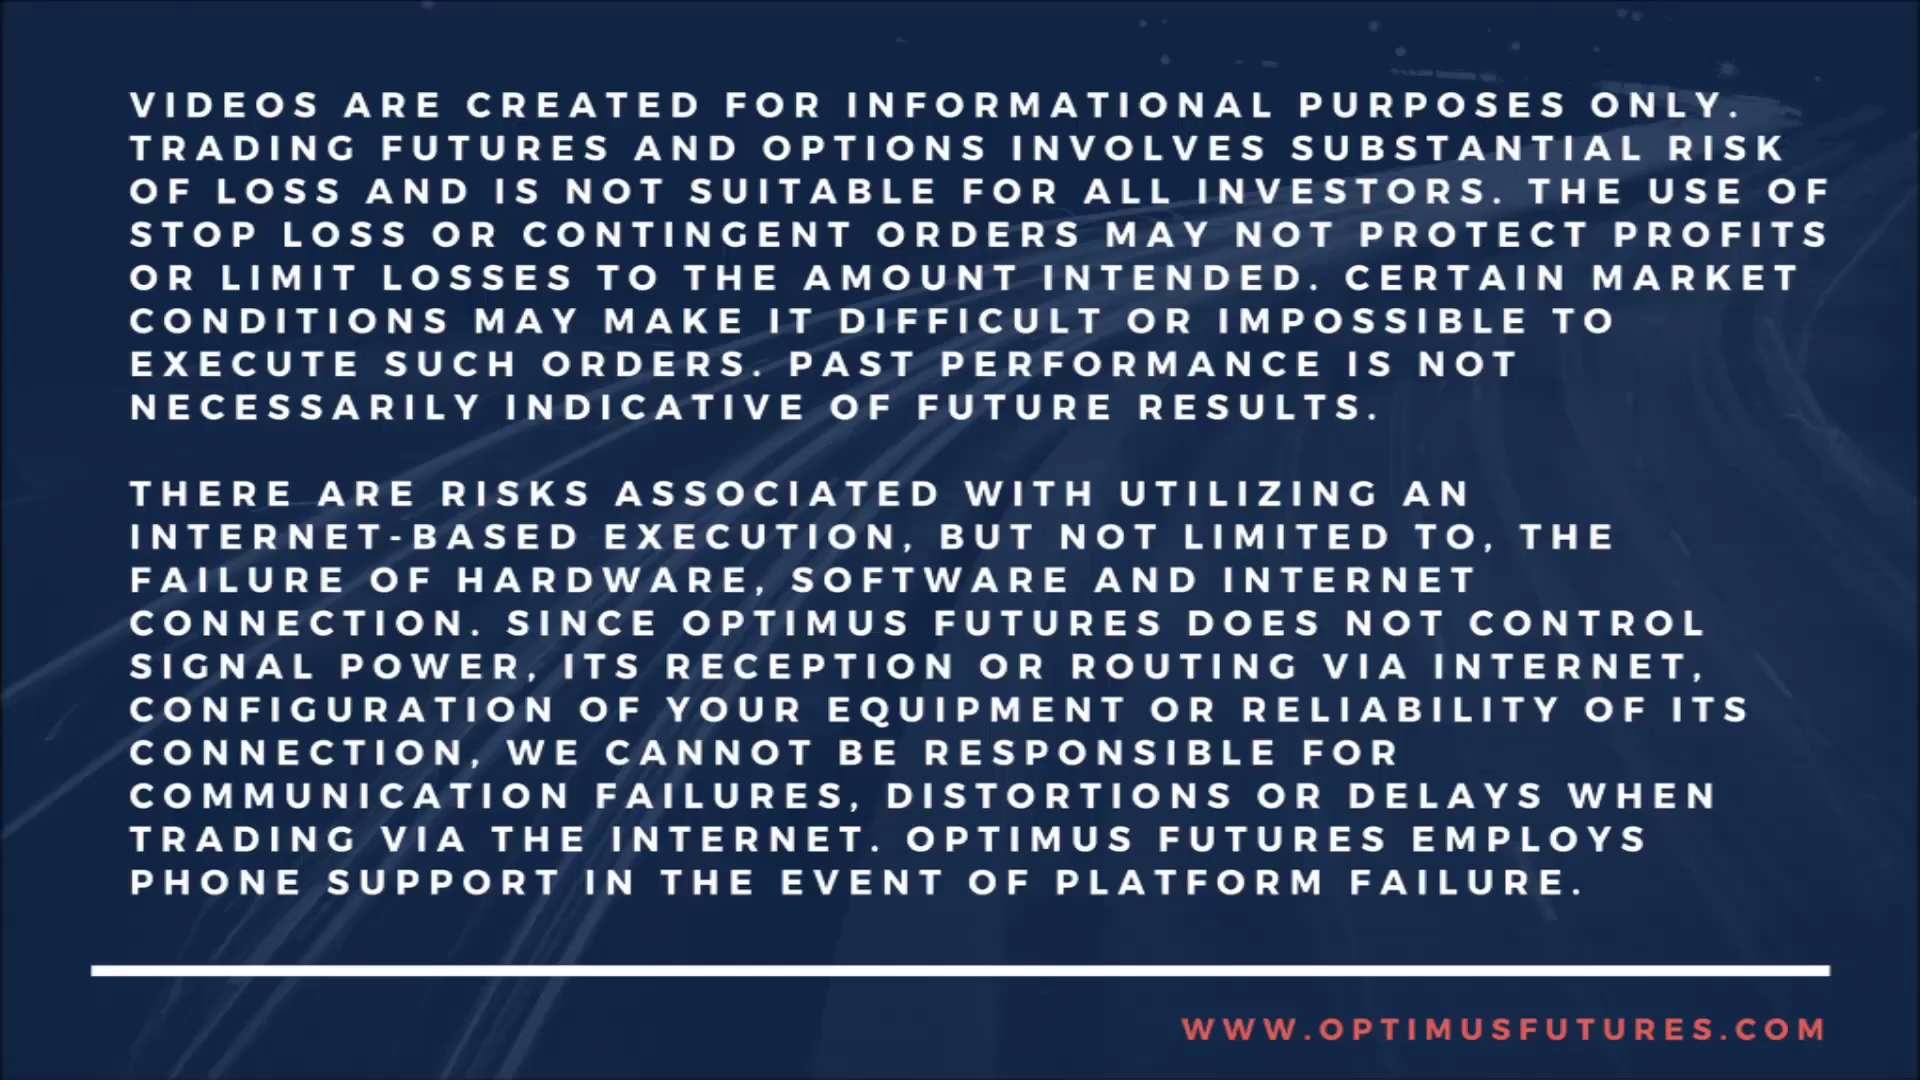 VIDEOS ARE CREATED FOR INFORMATIONAL PURPOSES ONLY.
TRADING FUTURES AND OPTIONS INVOLVES SUBSTANTIAL RISK
OF LOSS AND IS NOT SUITABLE FOR ALL INVESTORS. THE USE OF
STOP LOSS OR CONTINGENT ORDERS MAY NOT PROTECT PROFITS
OR LIMIT LOSSES TO THE AMOUNT INTENDED. CERTAIN MARKET
CONDITIONS MAY MAKE IT DIFFICULT OR IMPOSSIBLE TO
EXECUTE SUCH ORDERS. PAST PERFORMANCE IS NOT
NECESSARILY INDICATIVE OF FUTURE RESULTS.
THERE ARE RISKS ASSOCIATED WITH UTILIZING AN
INTERNET-BASED EXECUTION, BUT NOT LIMITED TO, THE
FAILURE OF HARDWARE, SOFTWARE AND INTERNET
CONNECTION. SINCE OPTIMUS FUTURES DOES NOT CONTROL
SIGNAL POWER, ITS RECEPTION OR ROUTING VIA INTERNET,
CONFIGURATION OF YOUR EQUIPMENT OR RELIABILITY OF ITS
CONNECTION, WE CANNOT BE RESPONSIBLE FOR
COMMUNICATION FAILURES, DISTORTIONS OR DELAYS WHEN
TRADING VIA THE INTERNET. OPTIMUS FUTURES EMPLOYS
PHONE SUPPORT IN THE EVENT OF PLATFORM FAILURE.
WWW.OPTIMUSFUTURES.COM